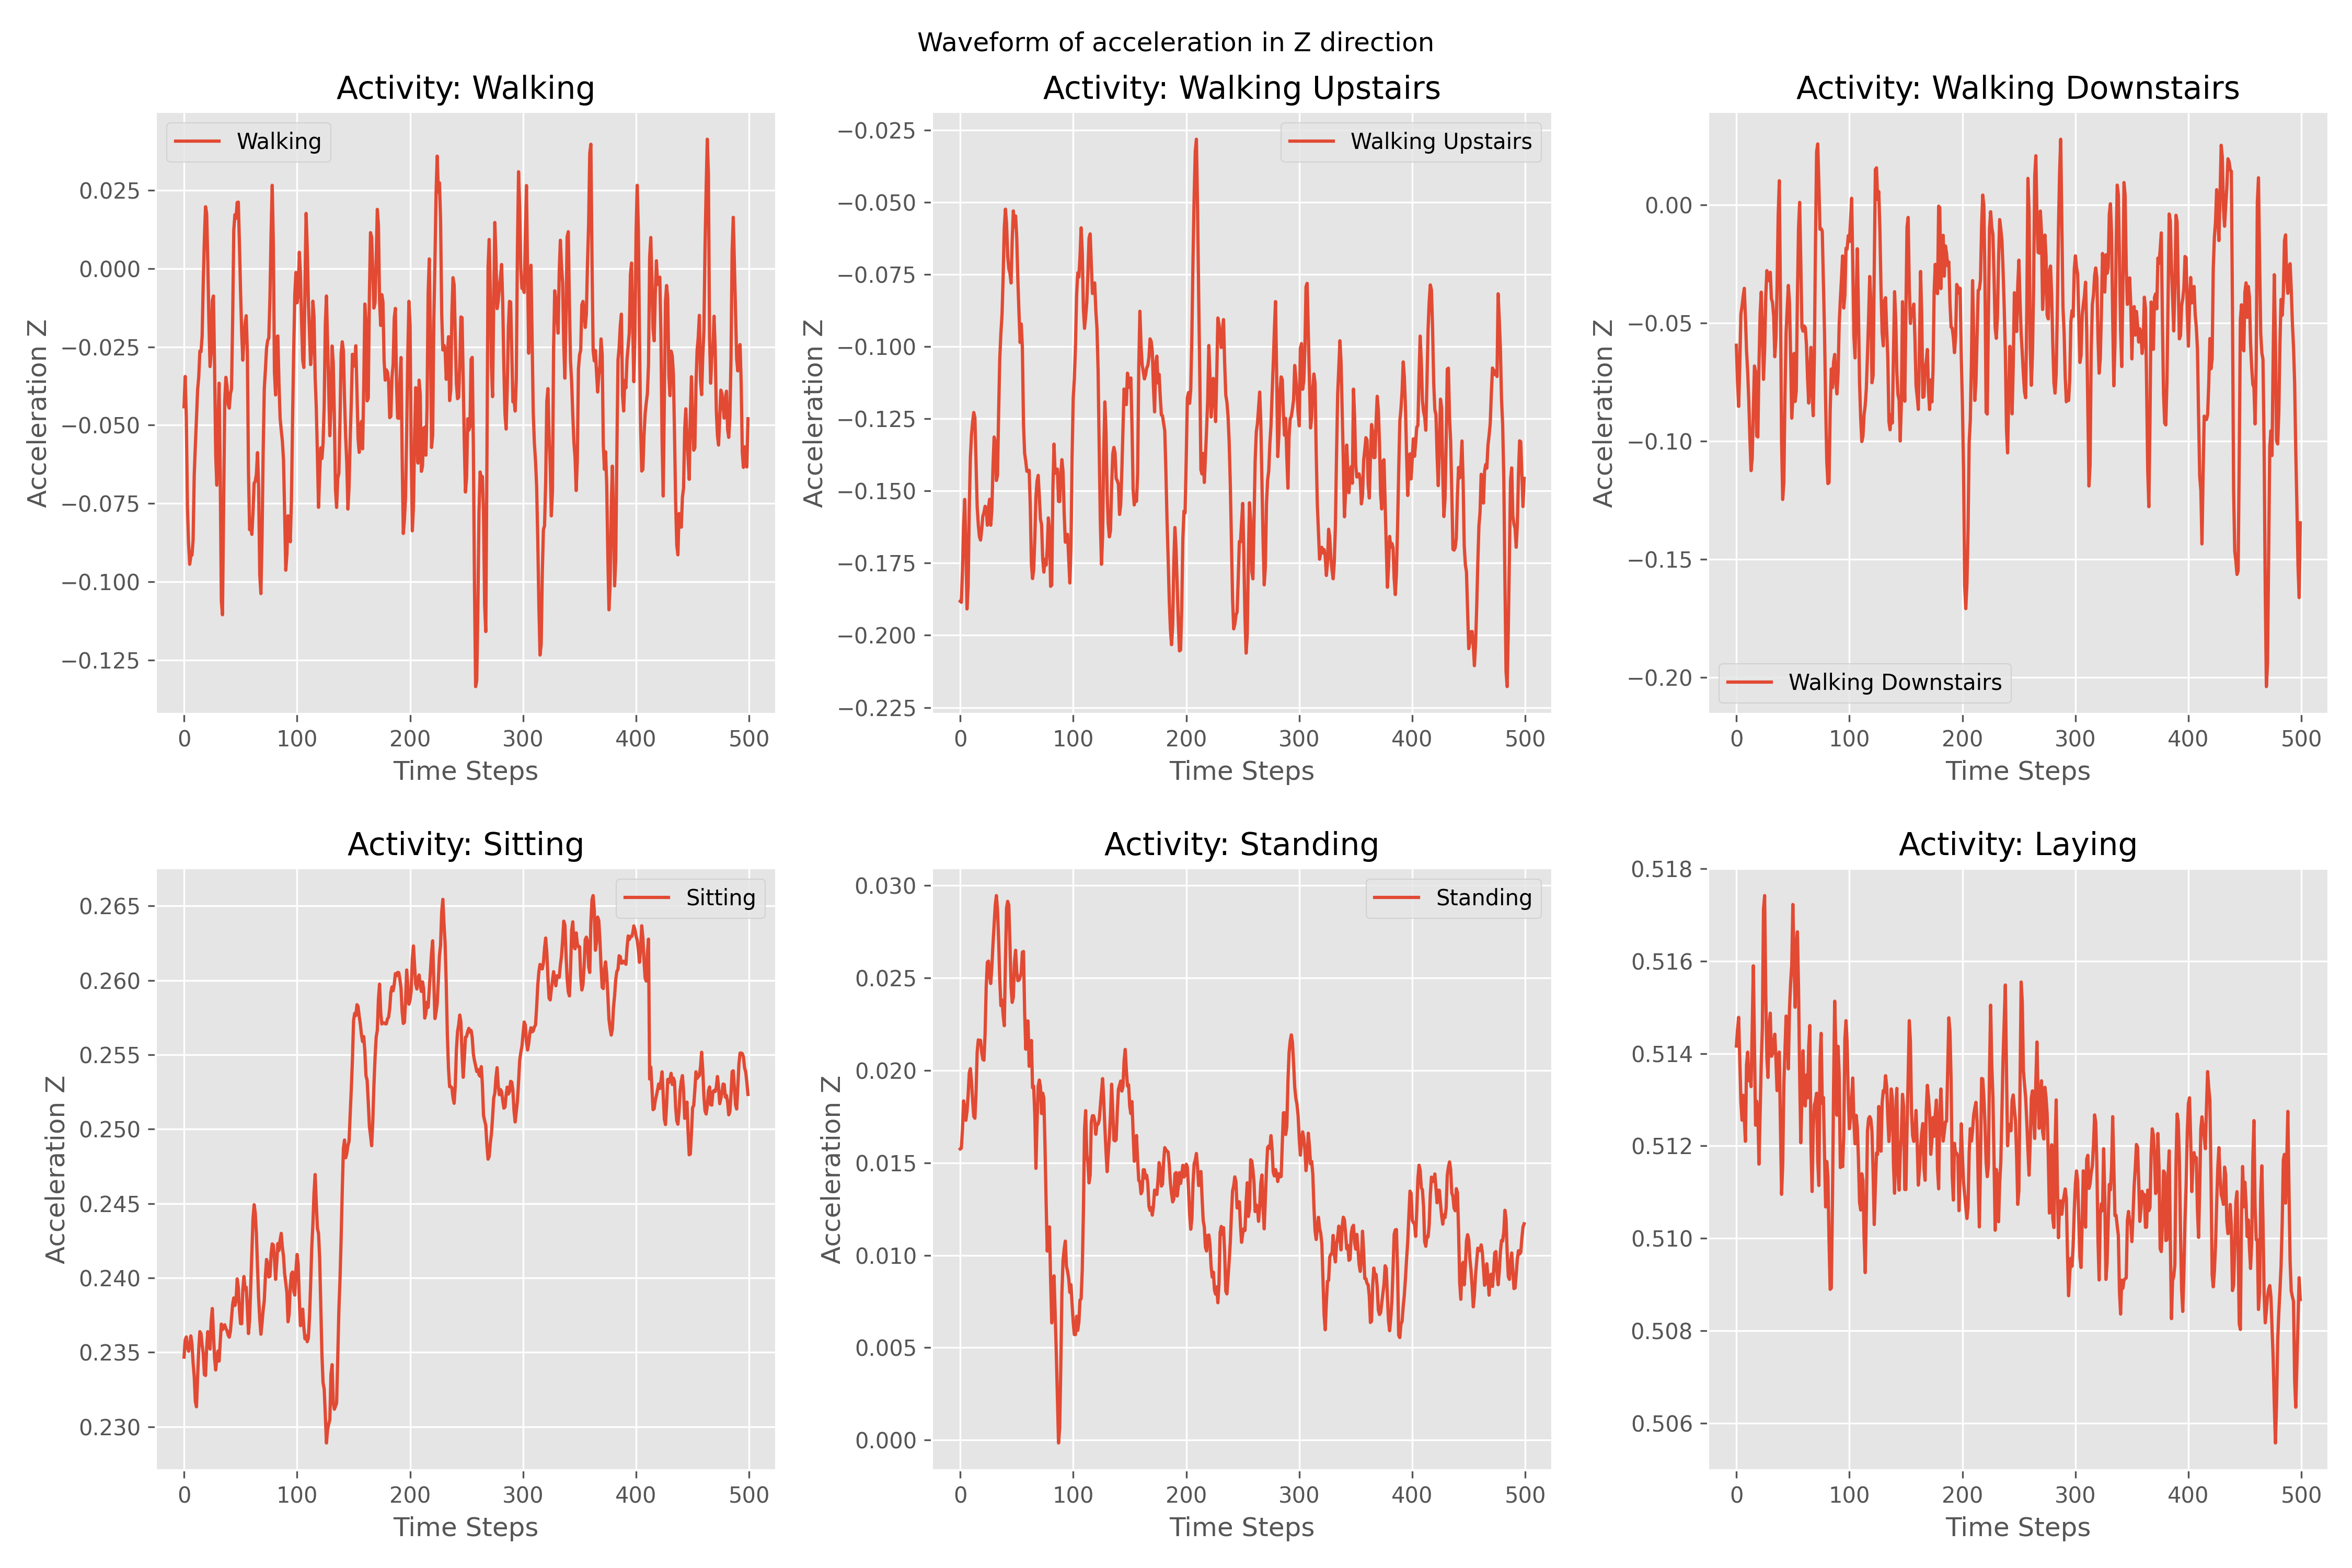 Waveform of acceleration in Z direction
Activity: Walking
Walking
Acceleration Z
0.025
0.000
−0.025
−0.050
−0.075
−0.100
−0.125
0 100 200 300 400 500
Time Steps
Activity: Walking Upstairs
Walking Upstairs
Acceleration Z
−0.025
−0.050
−0.075
−0.100
−0.125
−0.150
−0.175
−0.200
−0.225
0 100 200 300 400 500
Time Steps
Activity: Walking Downstairs
Walking Downstairs
Acceleration Z
0.00
−0.05
−0.10
−0.15
−0.20
0 100 200 300 400 500
Time Steps
Activity: Sitting
Sitting
Acceleration Z
0.265
0.260
0.255
0.250
0.245
0.240
0.235
0.230
0 100 200 300 400 500
Time Steps
Activity: Standing
Standing
Acceleration Z
0.030
0.025
0.020
0.015
0.010
0.005
0.000
0 100 200 300 400 500
Time Steps
Activity: Laying
0.518
0.516
0.514
0.512
0.510
0.508
0.506
0 100 200 300 400 500
Time Steps